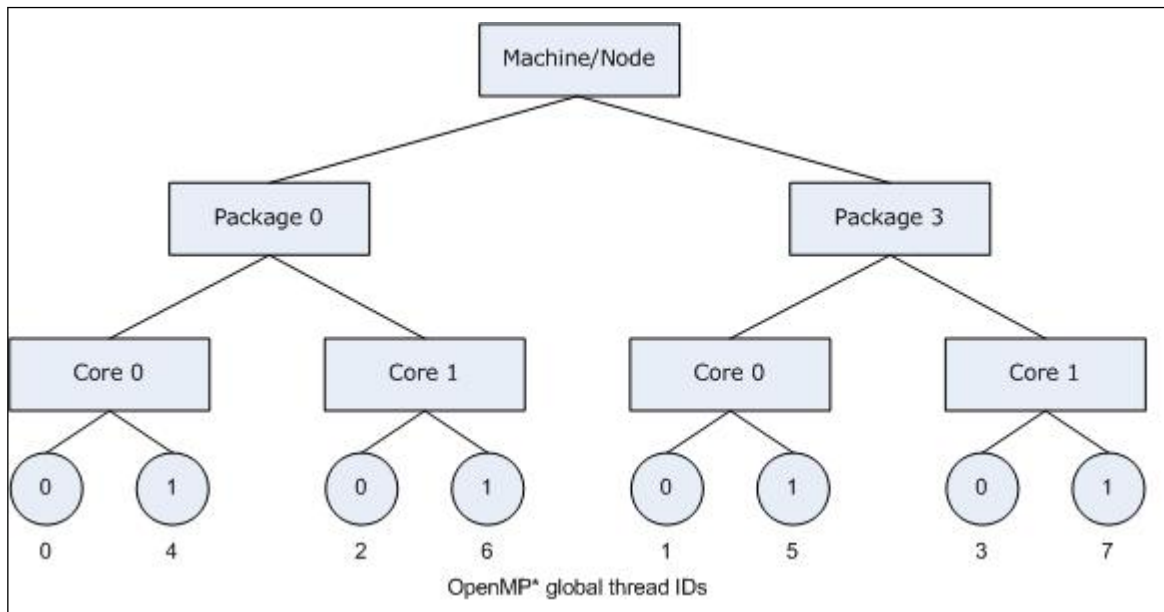 Machine/Node
Package 0
Package 3
Core 0
Core 1
Core 0
Core 1
0 1 0 1 0 1 0 1
0 4 2 6 1 5 3 7
OpenMP* global thread IDs